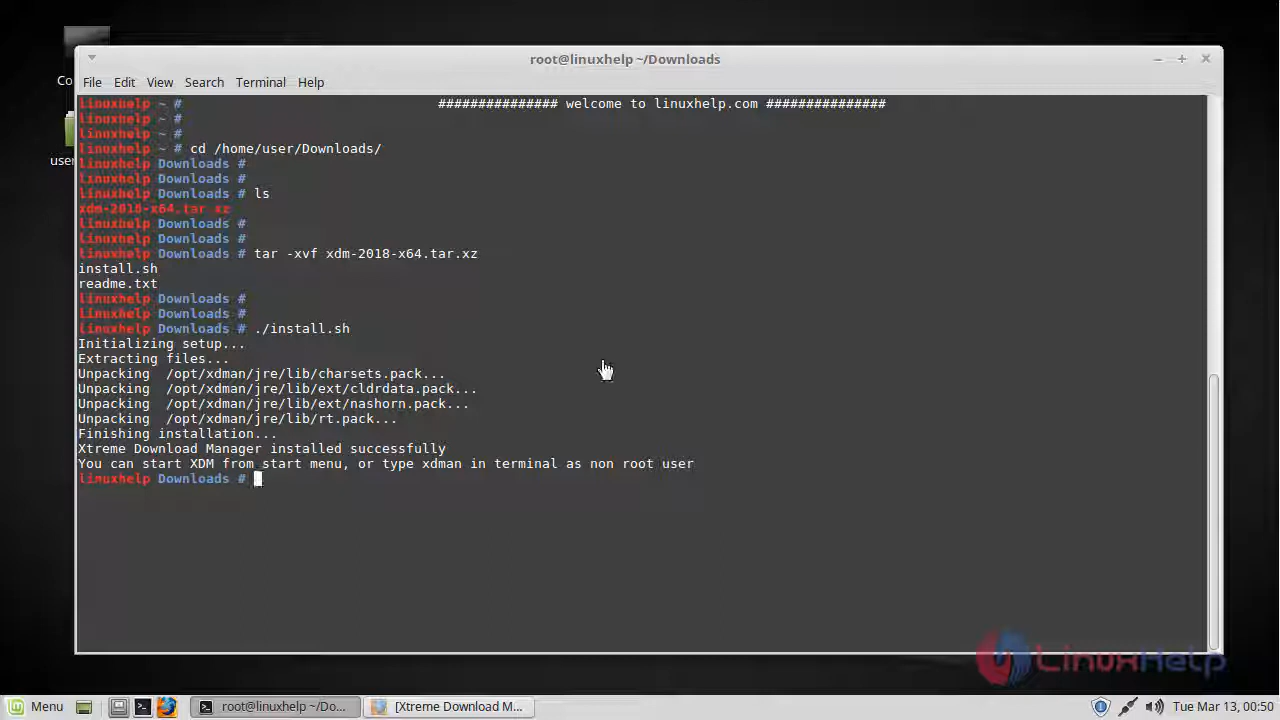 Co
user
root@linuxhelp ~/Downloads
File Edit View Search Terminal Help
linuxhelp ~ # ############### welcome to linuxhelp.com ###############
linuxhelp ~ #
linuxhelp ~ #
linuxhelp ~ # cd /home/user/Downloads/
linuxhelp Downloads #
linuxhelp Downloads #
linuxhelp Downloads # ls
xdm-2018-x64.tar.xz
linuxhelp Downloads #
linuxhelp Downloads #
linuxhelp Downloads # tar -xvf xdm-2018-x64.tar.xz
install.sh
readme.txt
linuxhelp Downloads #
linuxhelp Downloads #
linuxhelp Downloads # ./install.sh
Initializing setup...
Extracting files...
Unpacking  /opt/xdman/jre/lib/charsets.pack...
Unpacking  /opt/xdman/jre/lib/ext/cldrdata.pack...
Unpacking  /opt/xdman/jre/lib/ext/nashorn.pack...
Unpacking  /opt/xdman/jre/lib/rt.pack...
Finishing installation...
Xtreme Download Manager installed successfully
You can start XDM from start menu, or type xdman in terminal as non root user
linuxhelp Downloads #
LinuxHelp
Menu root@linuxhelp ~/Do... [Xtreme Download M... Tue Mar 13, 00:50